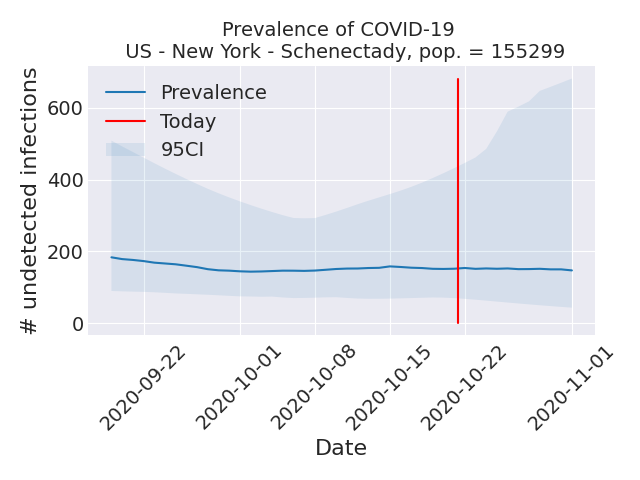 Prevalence of COVID-19
US - New York - Schenectady, pop. = 155299
# undetected infections
600
400
200
0
Prevalence
Today
95CI
2020-09-22
2020-10-01
2020-10-08
2020-10-15
2020-10-22
2020-11-01
Date